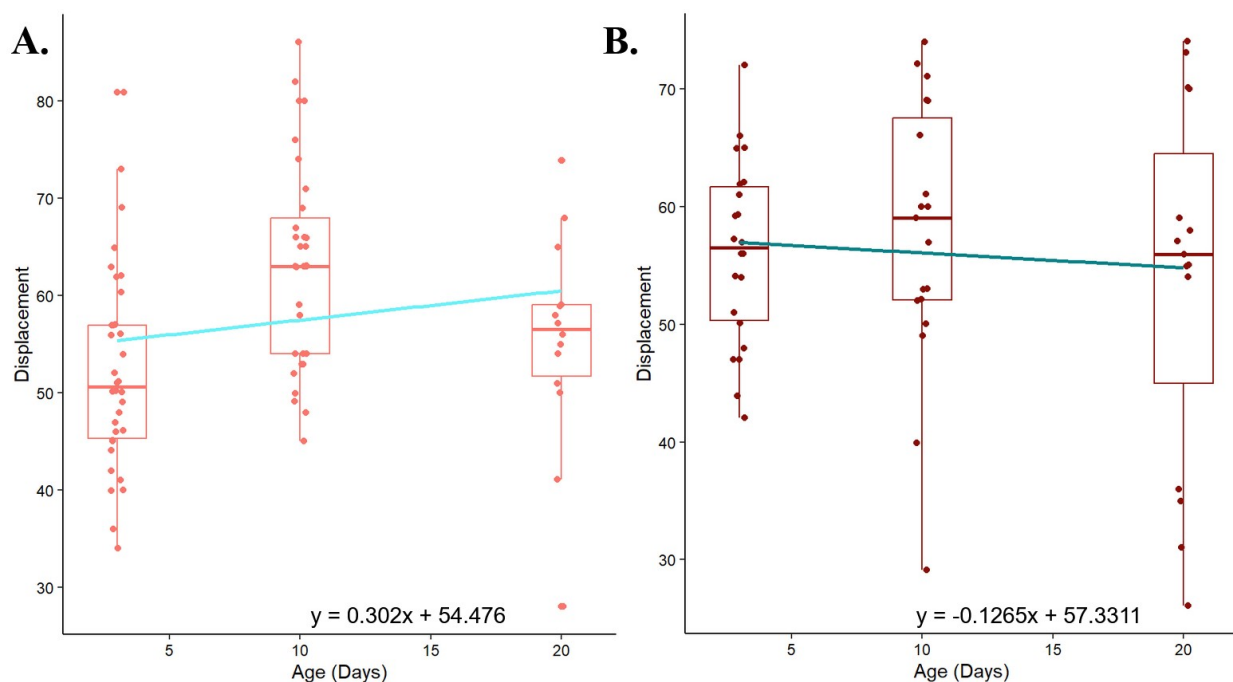 A.
Displacement
80
70
60
50
40
30
y = 0.302x + 54.476
5
10
15
20
Age (Days)
B.
Displacement
70
60
50
40
30
y = -0.1265x + 57.3311
5
10
15
20
Age (Days)